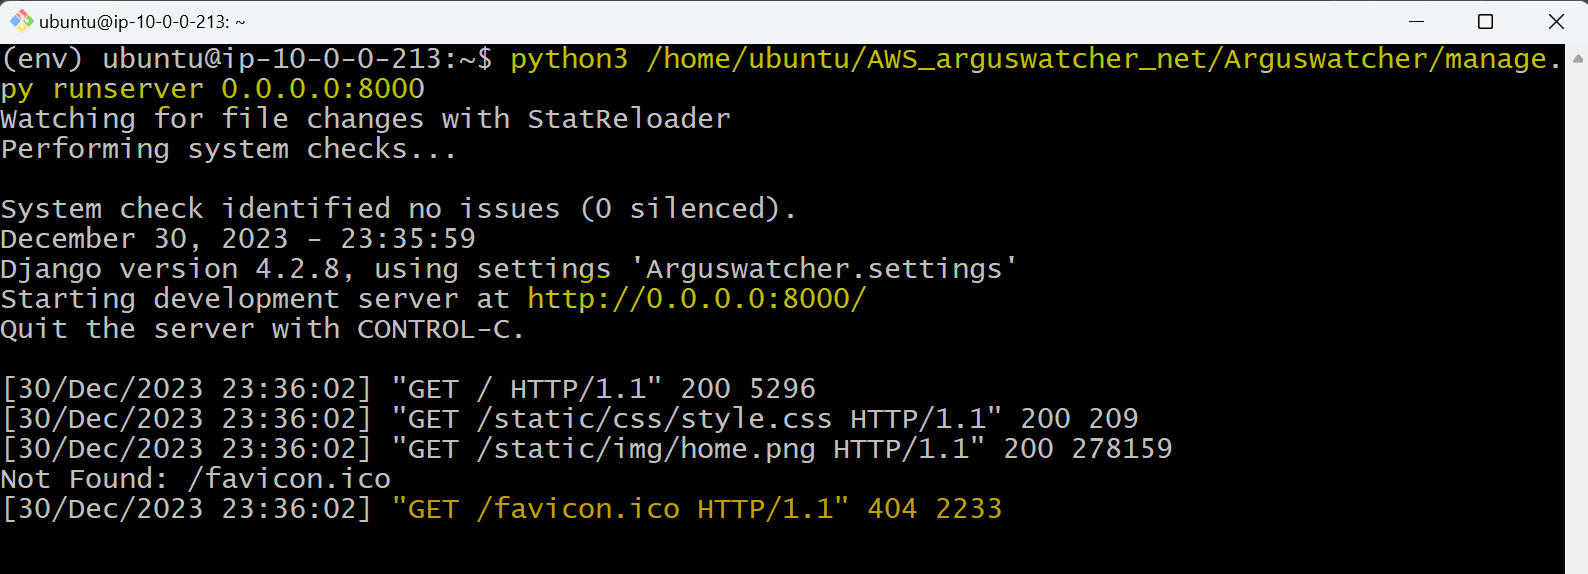 ubuntu@ip-10-0-0-213: ~
(env) ubuntu@ip-10-0-0-213:~$ python3 /home/ubuntu/AWS_arguswatcher_net/Arguswatcher/manage.
py runserver 0.0.0.0:8000
Watching for file changes with StatReloader
Performing system checks...
System check identified no issues (0 silenced).
December 30, 2023 - 23:35:59
Django version 4.2.8, using settings 'Arguswatcher.settings'
Starting development server at http://0.0.0.0:8000/
Quit the server with CONTROL-C.
[30/Dec/2023 23:36:02] "GET / HTTP/1.1" 200 5296
[30/Dec/2023 23:36:02] "GET /static/css/style.css HTTP/1.1" 200 209
[30/Dec/2023 23:36:02] "GET /static/img/home.png HTTP/1.1" 200 278159
Not Found: /favicon.ico
[30/Dec/2023 23:36:02] "GET /favicon.ico HTTP/1.1" 404 2233